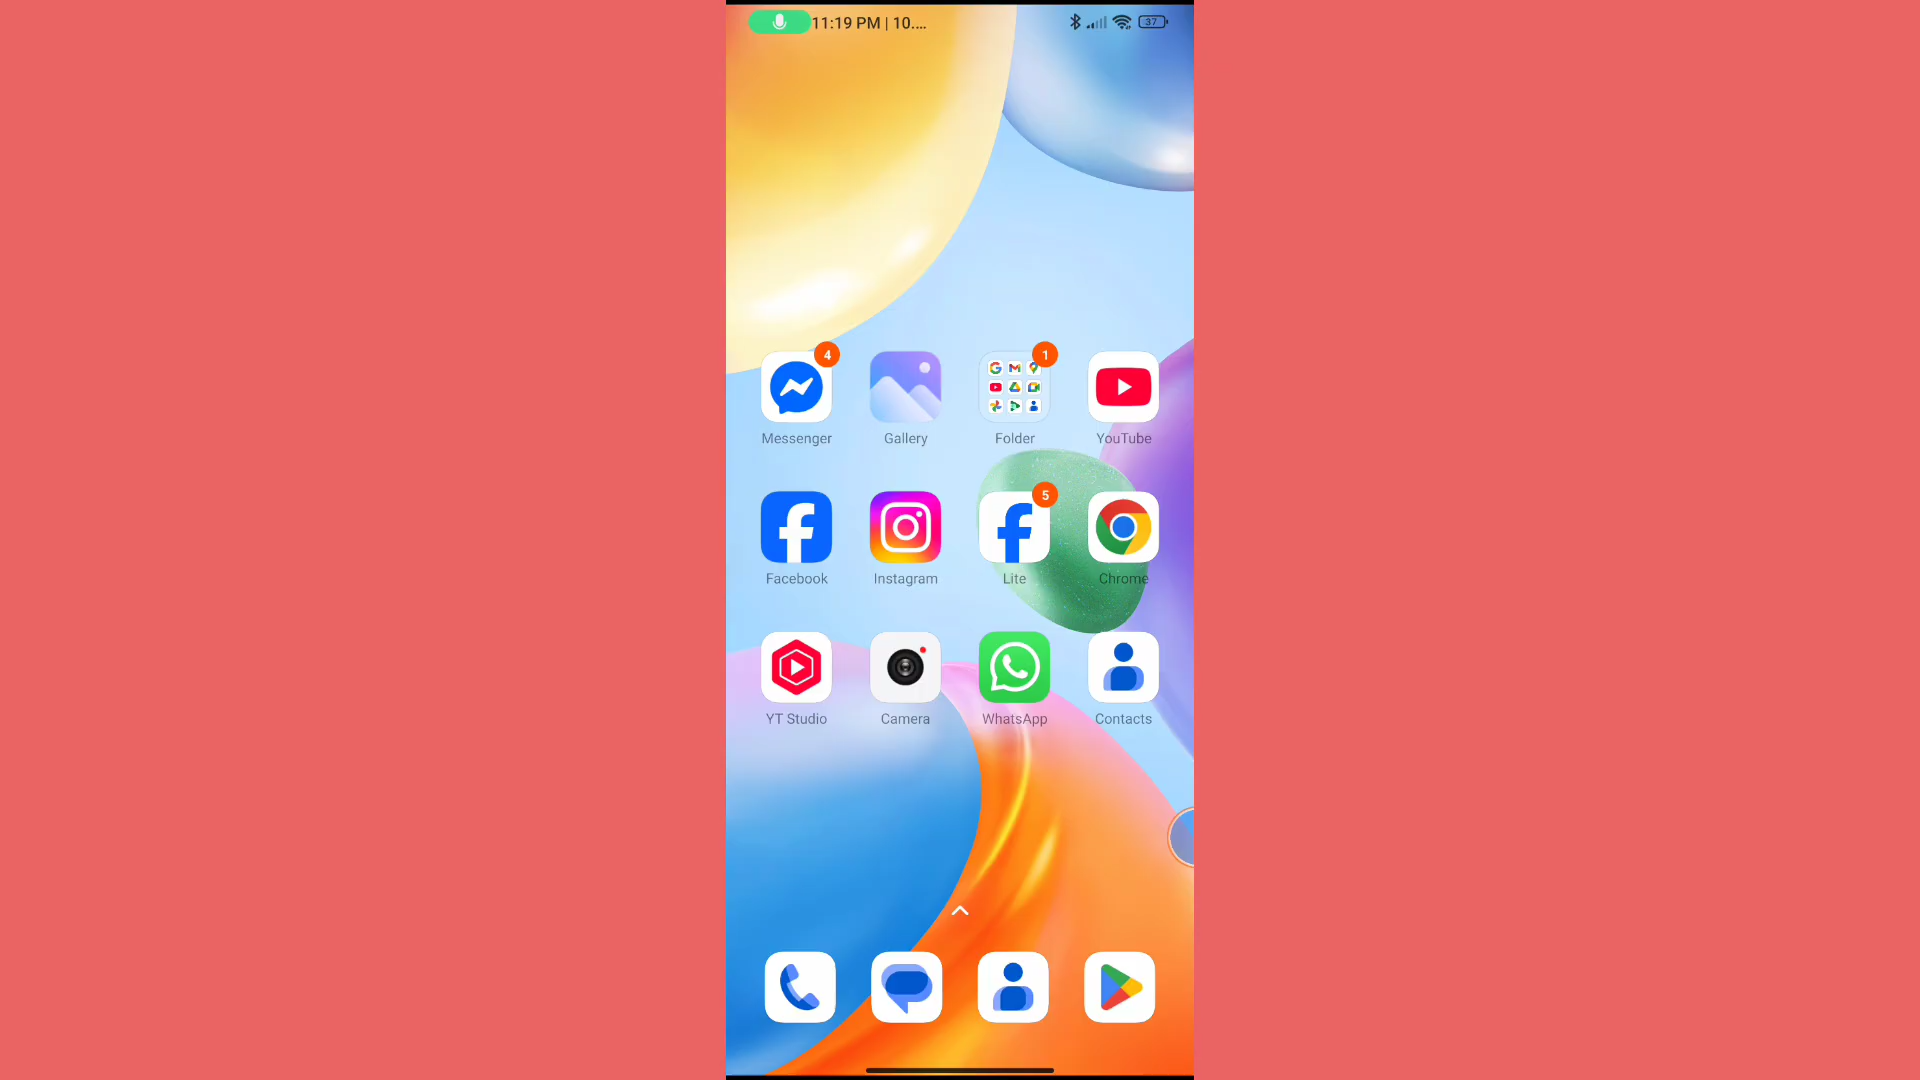 11:19 PM | 10.... 37
4 1
Messenger Gallery Folder YouTube
5
Facebook Instagram Lite Chrome
YT Studio Camera WhatsApp Contacts